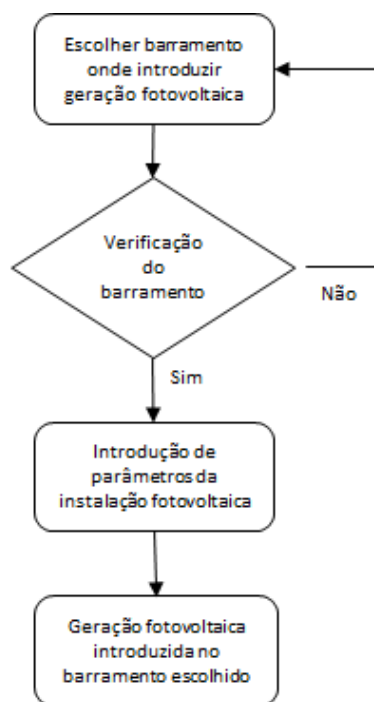 Escolher barramento
onde introduzir
geração fotovoltaica
Verificação
do
barramento
Não
Sim
Introdução de
parâmetros da
instalação fotovoltaica
Geração fotovoltaica
introduzida no
barramento escolhido